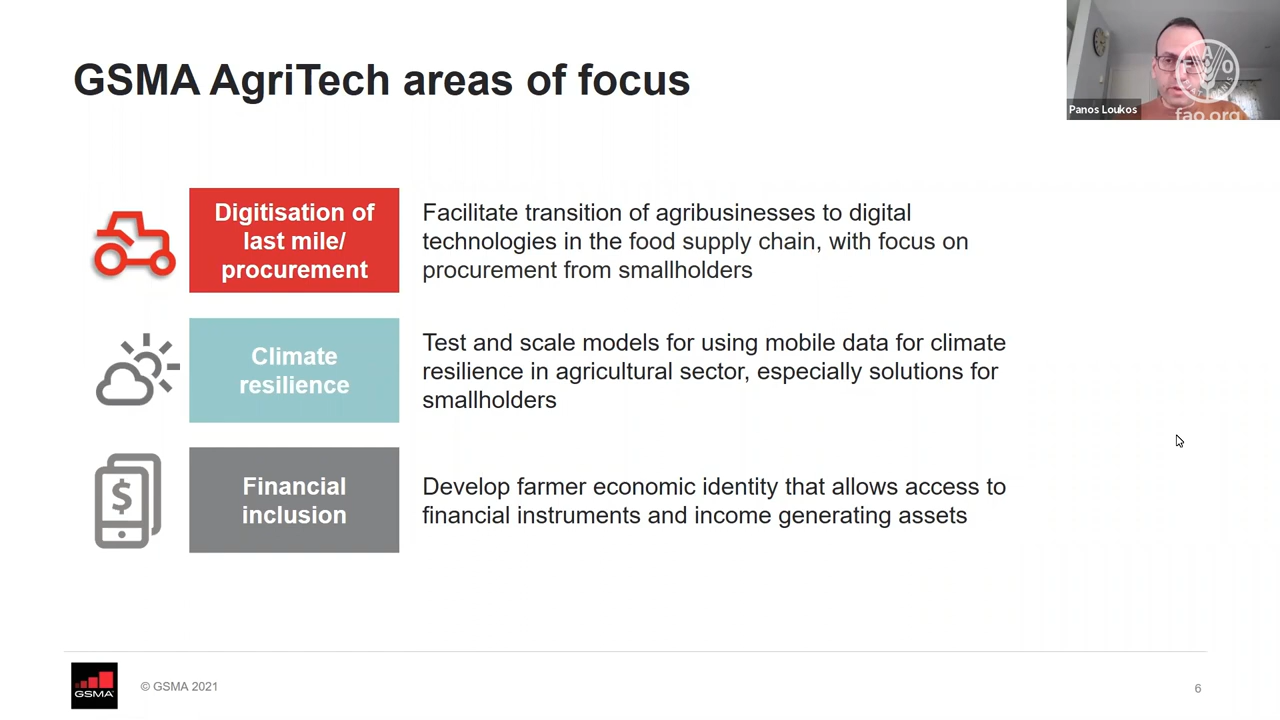 GSMA AgriTech areas of focus
Panos Loukos
FAO
fao.org
Digitisation of
last mile/
procurement
Facilitate transition of agribusinesses to digital
technologies in the food supply chain, with focus on
procurement from smallholders
Climate
resilience
Test and scale models for using mobile data for climate
resilience in agricultural sector, especially solutions for
smallholders
$
Financial
inclusion
Develop farmer economic identity that allows access to
financial instruments and income generating assets
GSMA
© GSMA 2021
6